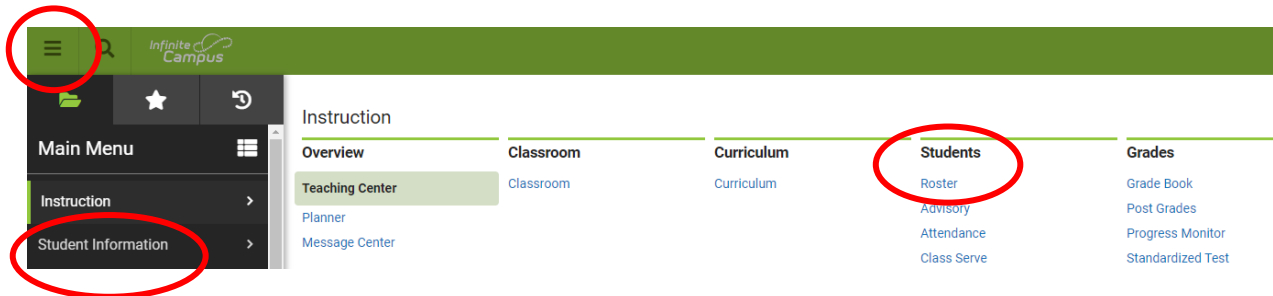 Infinite
Campus
Main Menu
Instruction
Student Information
Instruction
Overview
Teaching Center
Planner
Message Center
Classroom
Classroom
Curriculum
Curriculum
Students
Roster
Advisory
Attendance
Class Serve
Grades
Grade Book
Post Grades
Progress Monitor
Standardized Test